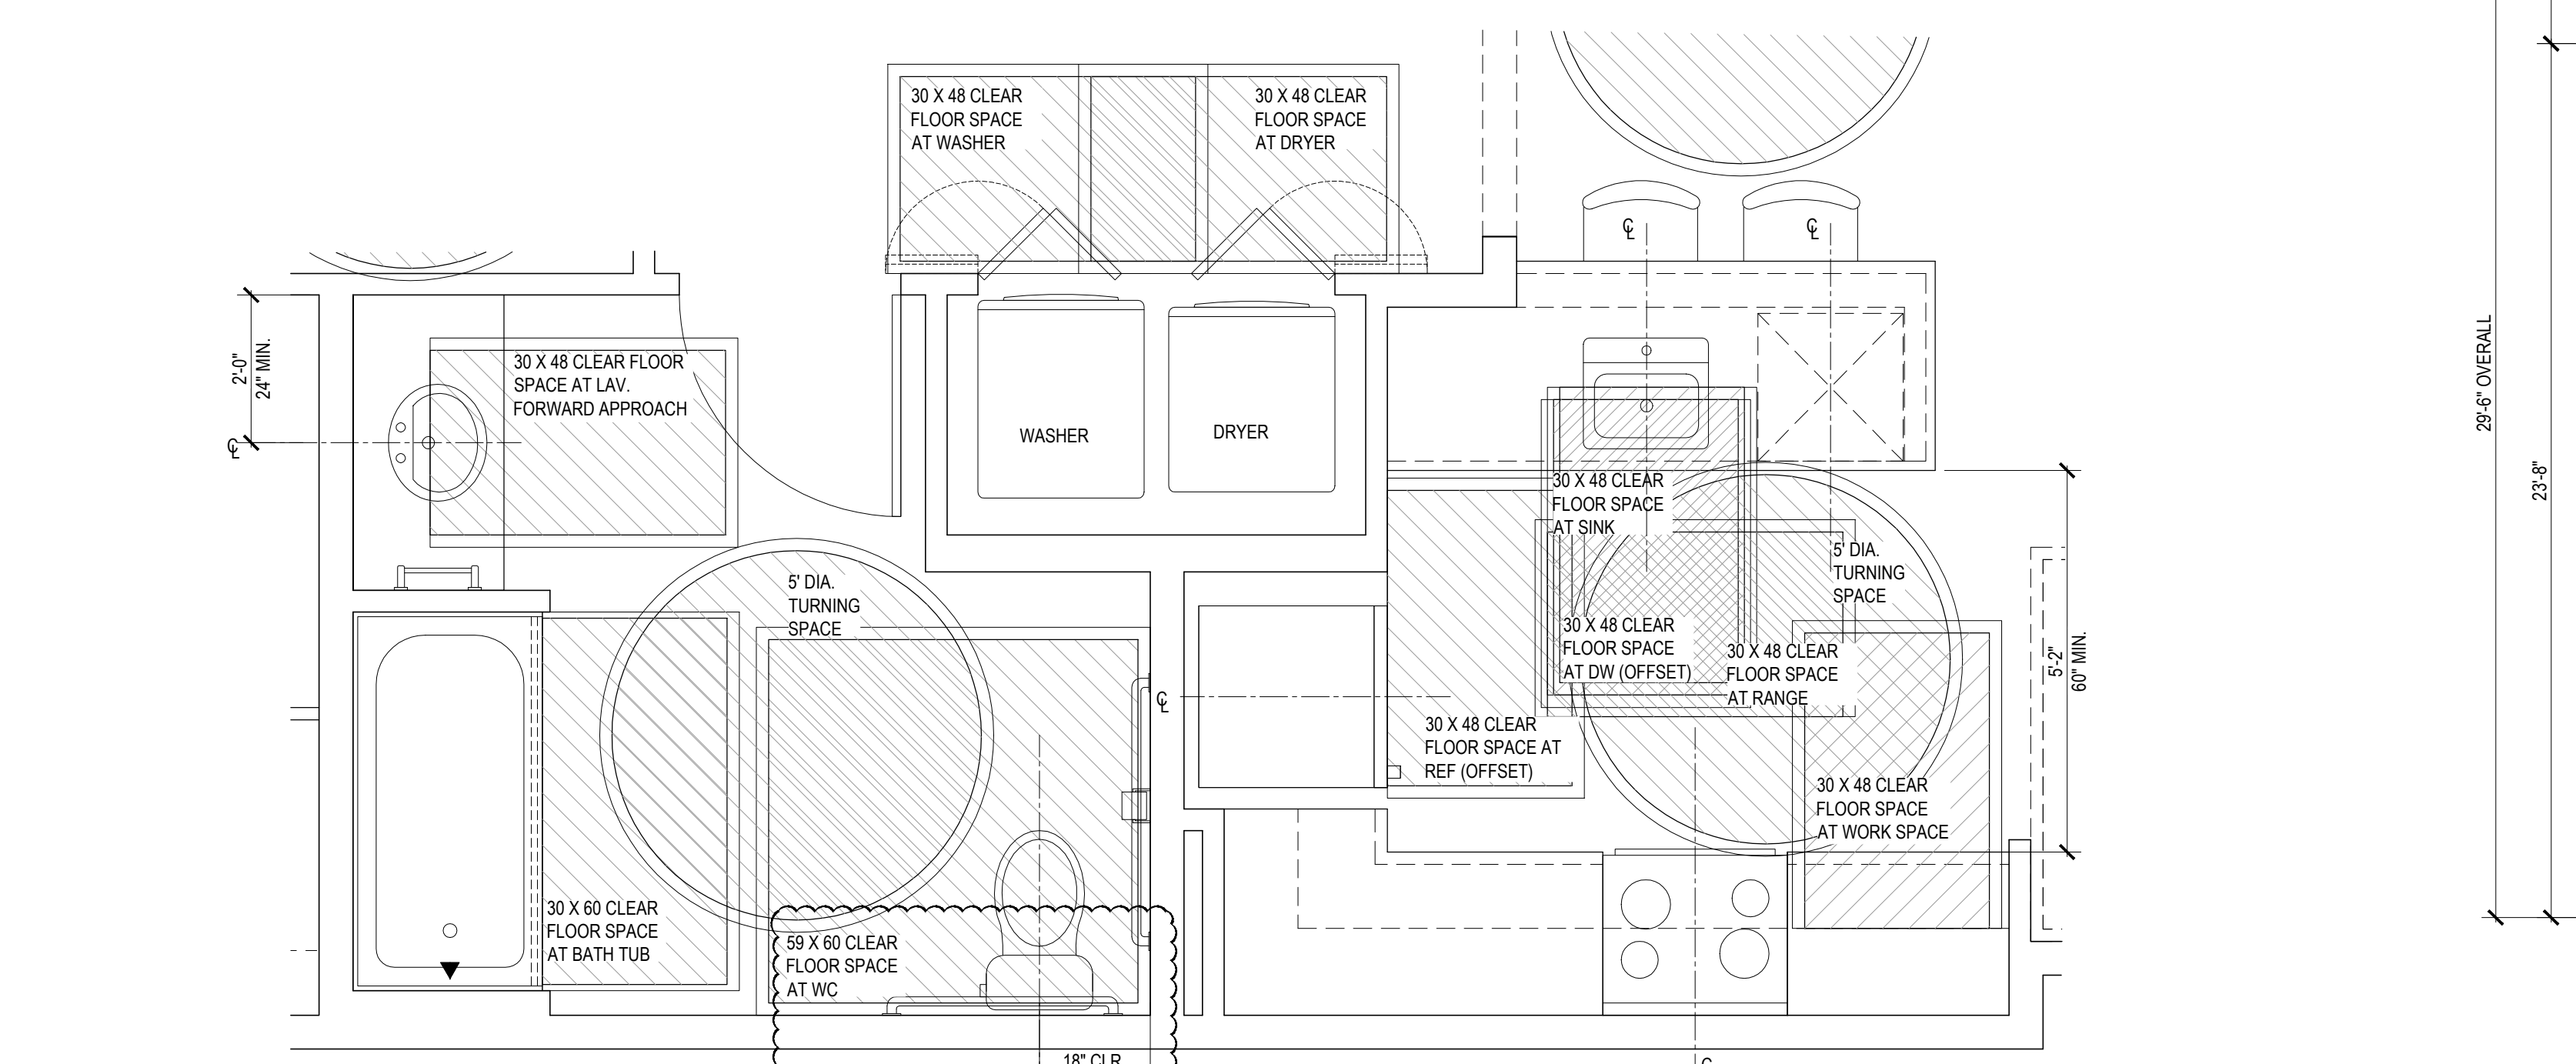 30 X 48 CLEAR
FLOOR SPACE
AT WASHER
30 X 48 CLEAR
FLOOR SPACE
AT DRYER
℄
℄
2'-0"
24" MIN.
℄
30 X 48 CLEAR FLOOR
SPACE AT LAV.
FORWARD APPROACH
WASHER
DRYER
29'-6" OVERALL
23'-8"
30 X 48 CLEAR
FLOOR SPACE
AT SINK
5' DIA.
TURNING
SPACE
5' DIA.
TURNING
SPACE
30 X 48 CLEAR
FLOOR SPACE
AT DW (OFFSET)
30 X 48 CLEAR
FLOOR SPACE
AT RANGE
5'-2"
60" MIN.
℄
30 X 48 CLEAR
FLOOR SPACE AT
REF (OFFSET)
30 X 48 CLEAR
FLOOR SPACE
AT WORK SPACE
30 X 60 CLEAR
FLOOR SPACE
AT BATH TUB
59 X 60 CLEAR
FLOOR SPACE
AT WC
18" CLR